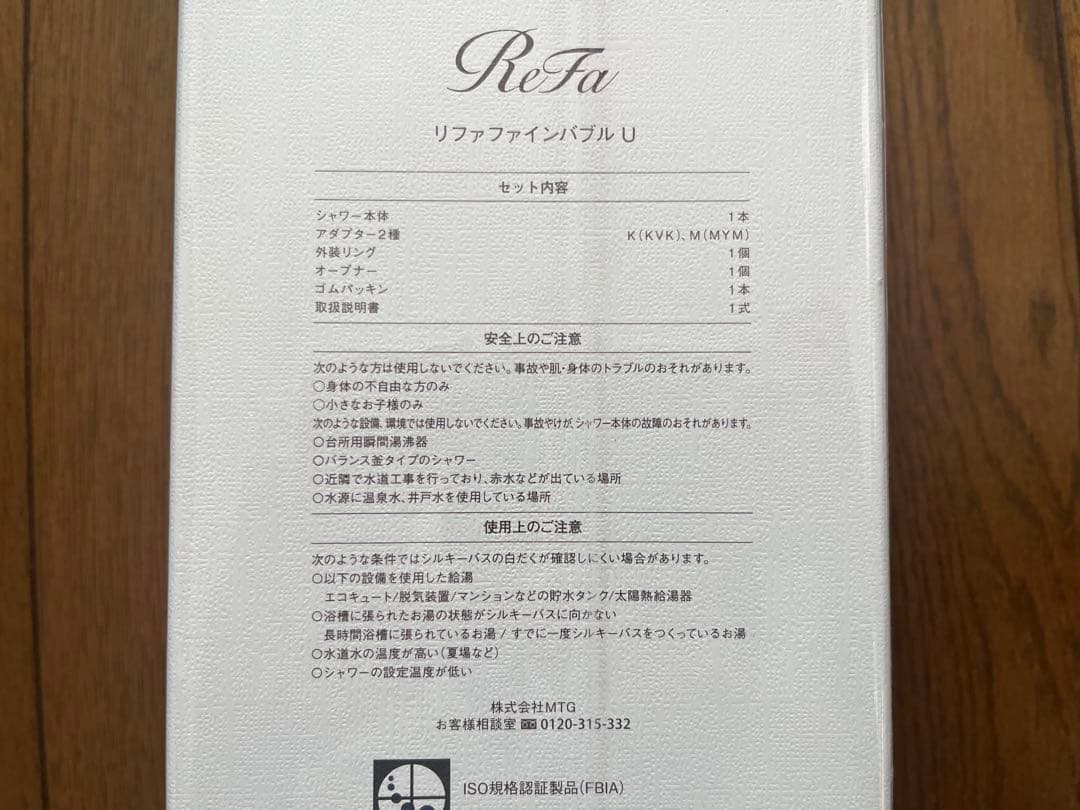 ReFa
リファファインバブル U
セット内容
シャワー本体 1本
アダプター2種 K(KVK)、M(MYM)
外装リング 1個
オープナー 1個
ゴムパッキン 1本
取扱説明書 1式
安全上のご注意
次のような方は使用しないでください。事故や肌・身体のトラブルのおそれがあります。
○身体の不自由な方のみ
○小さなお子様のみ
次のような設備、環境では使用しないでください。事故やけが、シャワー本体の故障のおそれがあります。
○台所用瞬間湯沸器
○バランス釜タイプのシャワー
○近隣で水道工事を行っており、赤水などが出ている場所
○水源に温泉水、井戸水を使用している場所
使用上のご注意
次のような条件ではシルキーバスの白だくが確認しにくい場合があります。
○以下の設備を使用した給湯
エコキュート/脱気装置/マンションなどの貯水タンク/太陽熱給湯器
○浴槽に張られたお湯の状態がシルキーバスに向かない
長時間浴槽に張られているお湯 / すでに一度シルキーバスをつくっているお湯
○水道水の温度が高い(夏場など)
○シャワーの設定温度が低い
株式会社MTG
お客様相談室 0120-315-332
ISO規格認証製品(FBIA)